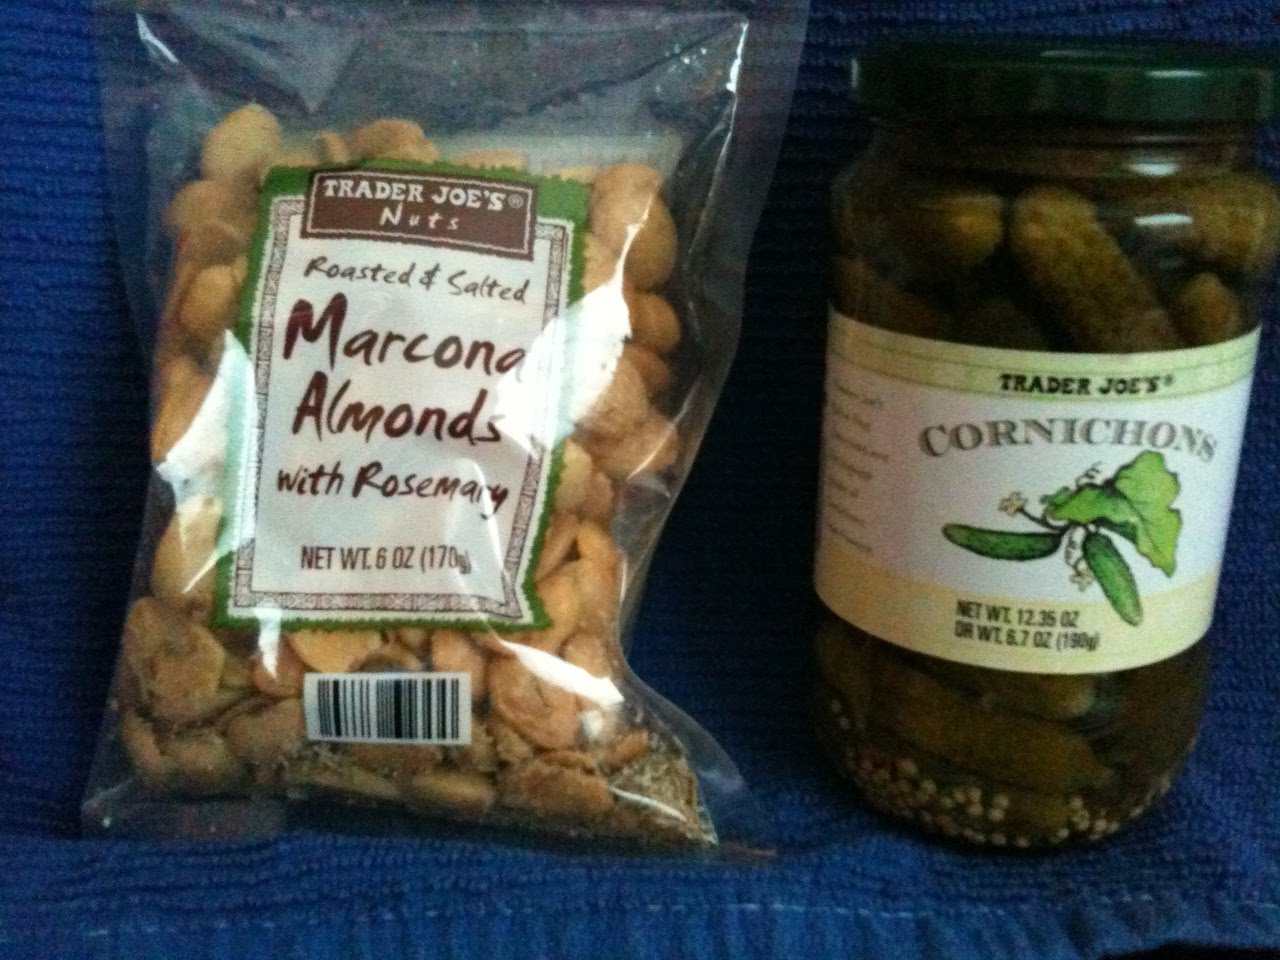 TRADER JOE'S®
Nuts
Roasted & Salted
Marcona
Almonds
with Rosemary
NET WT. 6 OZ (170g)
TRADER JOE'S®
CORNICHONS
NET WT. 12.35 OZ
DR WT. 6.7 OZ (190g)